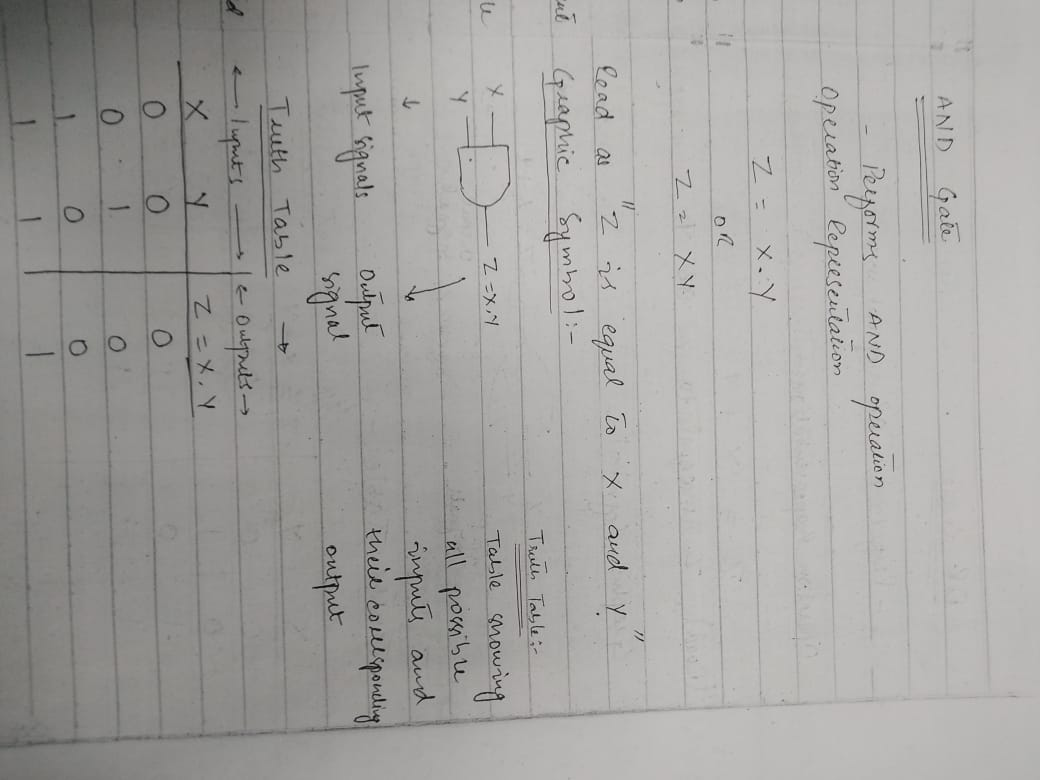 AND Gate
- Performs AND operation
Operation Representation
Z = X.Y
OR
Z = XY
Read as "Z is equal to X and Y"
Graphic Symbol:-
X
Y
Z = X.Y
↓ ↓
Input signals Output
signal
Truth Table:-
Table showing
all possible
inputs and
their corresponding
output
Truth Table →
← Inputs → | ← Outputs →
X Y Z = X.Y
0 0 0
0 1 0
1 0 0
1 1 1